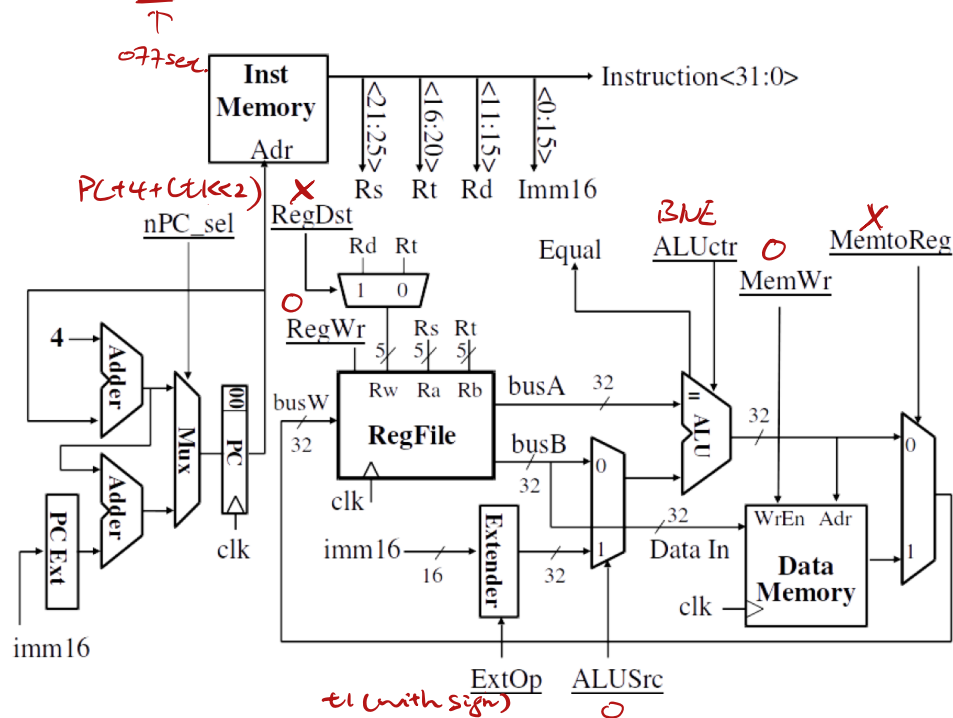 ↑
offset
Inst
Memory
Adr
Instruction<31:0>
<21:25>
<16:20>
<11:15>
<0:15>
Rs
Rt
Rd
Imm16
PC+4+(t1<<2)
X
BNE
X
nPC_sel
RegDst
Equal
ALUctr
O
MemtoReg
MemWr
Rd
Rt
1
0
O
RegWr
Rs
Rt
4
Adder
5
5
5
Rw
Ra
Rb
busA
32
=
ALU
32
0
busW
32
RegFile
busB
32
0
Mux
00
PC
clk
clk
Adder
PC Ext
imm16
imm16
16
Extender
32
1
32
Data In
WrEn
Adr
Data
Memory
clk
1
ExtOp
ALUSrc
t1 (with sign)
O